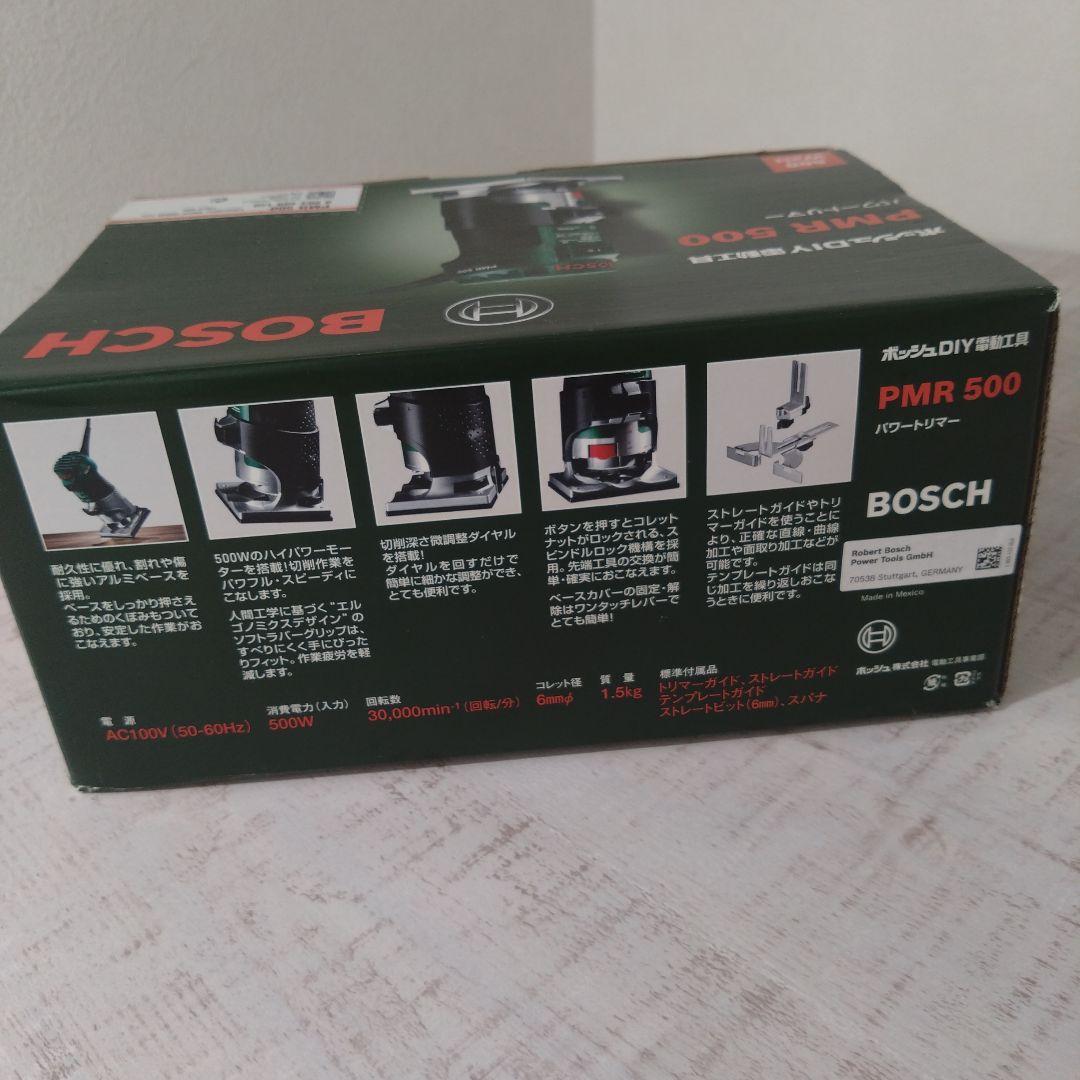 ボッシュDIY電動工具
PMR 500
パワートリマー
BOSCH
BOSCH
PMR 500
BOSCH
ボッシュDIY電動工具
PMR 500
パワートリマー
BOSCH
Robert Bosch
Power Tools GmbH
70538 Stuttgart, GERMANY
Made in Mexico
ボッシュ株式会社 電動工具事業部
耐久性に優れ、割れや傷
に強いアルミベースを
採用。
ベースをしっかり押さえ
るためのくぼみもついて
おり、安定した作業がお
こなえます。
500Wのハイパワーモー
ターを搭載!切削作業を
パワフル・スピーディに
こなします。
人間工学に基づく"エル
ゴノミクスデザイン"の
ソフトラバーグリップは、
すべりにくく手にぴった
りフィット。作業疲労を軽
減します。
切削深さ微調整ダイヤル
を搭載!
ダイヤルを回すだけで
簡単に細かな調整ができ、
とても便利です。
ボタンを押すとコレット
ナットがロックされる、ス
ピンドルロック機構を採
用。先端工具の交換が簡
単・確実におこなえます。
ベースカバーの固定・解
除はワンタッチレバーで
とても簡単!
ストレートガイドやトリ
マーガイドを使うことに
より、正確な直線・曲線
加工や面取り加工などが
可能です。
テンプレートガイドは同
じ加工を繰り返しおこな
うときに便利です。
電 源
AC100V(50-60Hz)
消費電力(入力)
500W
回転数
30,000min⁻¹(回転/分)
コレット径
6mmφ
質 量
1.5kg
標準付属品
トリマーガイド、ストレートガイド
テンプレートガイド
ストレートビット(6mm)、スパナ